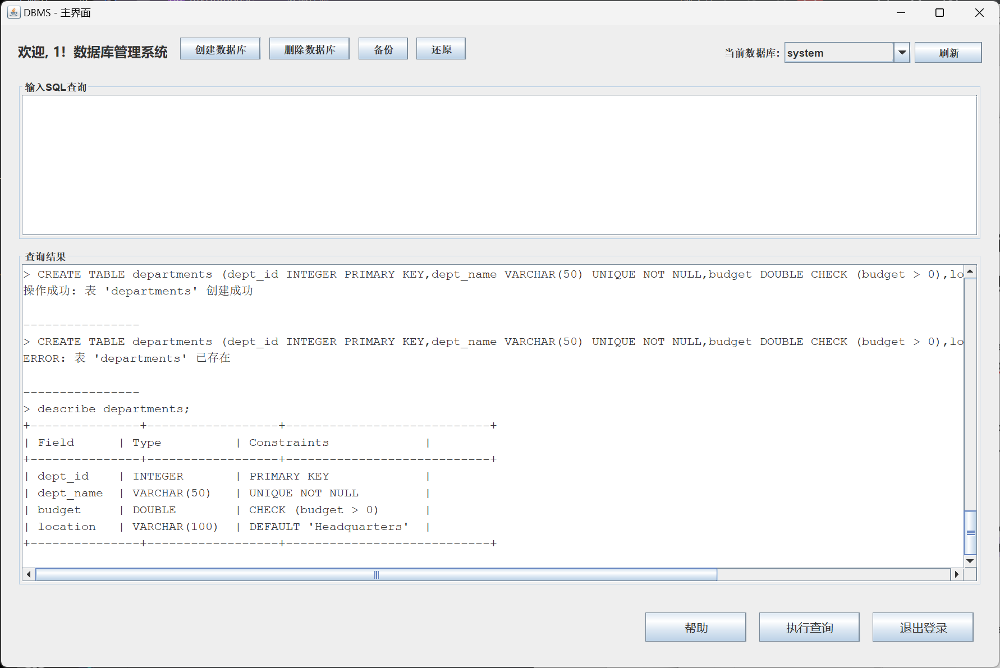 DBMS - 主界面
欢迎, 1! 数据库管理系统
创建数据库
删除数据库
备份
还原
当前数据库:
system
刷新
输入SQL查询
查询结果
> CREATE TABLE departments (dept_id INTEGER PRIMARY KEY,dept_name VARCHAR(50) UNIQUE NOT NULL,budget DOUBLE CHECK (budget > 0),lo
操作成功: 表 'departments' 创建成功
----------------
> CREATE TABLE departments (dept_id INTEGER PRIMARY KEY,dept_name VARCHAR(50) UNIQUE NOT NULL,budget DOUBLE CHECK (budget > 0),lo
ERROR: 表 'departments' 已存在
----------------
> describe departments;
+---------------+------------------+----------------------------+
| Field      | Type          | Constraints             |
+---------------+------------------+----------------------------+
| dept_id    | INTEGER       | PRIMARY KEY             |
| dept_name  | VARCHAR(50)   | UNIQUE NOT NULL         |
| budget     | DOUBLE        | CHECK (budget > 0)      |
| location   | VARCHAR(100)  | DEFAULT 'Headquarters'  |
+---------------+------------------+----------------------------+
帮助
执行查询
退出登录